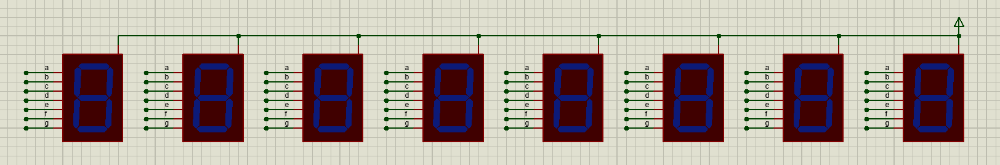 a a a a a a a a
b b b b b b b b
c c c c c c c c
d d d d d d d d
e e e e e e e e
f f f f f f f f
g g g g g g g g